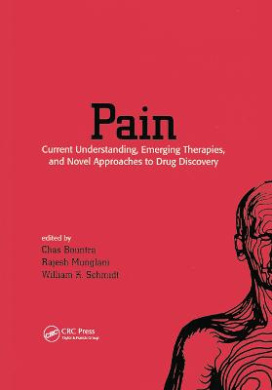 Pain
Current Understanding, Emerging Therapies,
and Novel Approaches to Drug Discovery
edited by
Chas Bountra
Rajesh Munglani
William K. Schmidt
CRC Press
Taylor & Francis Group